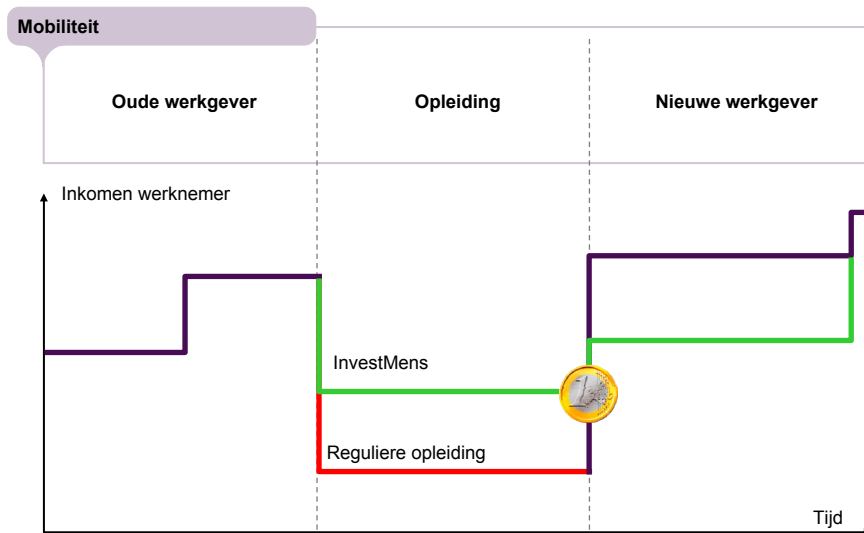 Mobiliteit
Oude werkgever
Opleiding
Nieuwe werkgever
Inkomen werknemer
InvestMens
Reguliere opleiding
Tijd